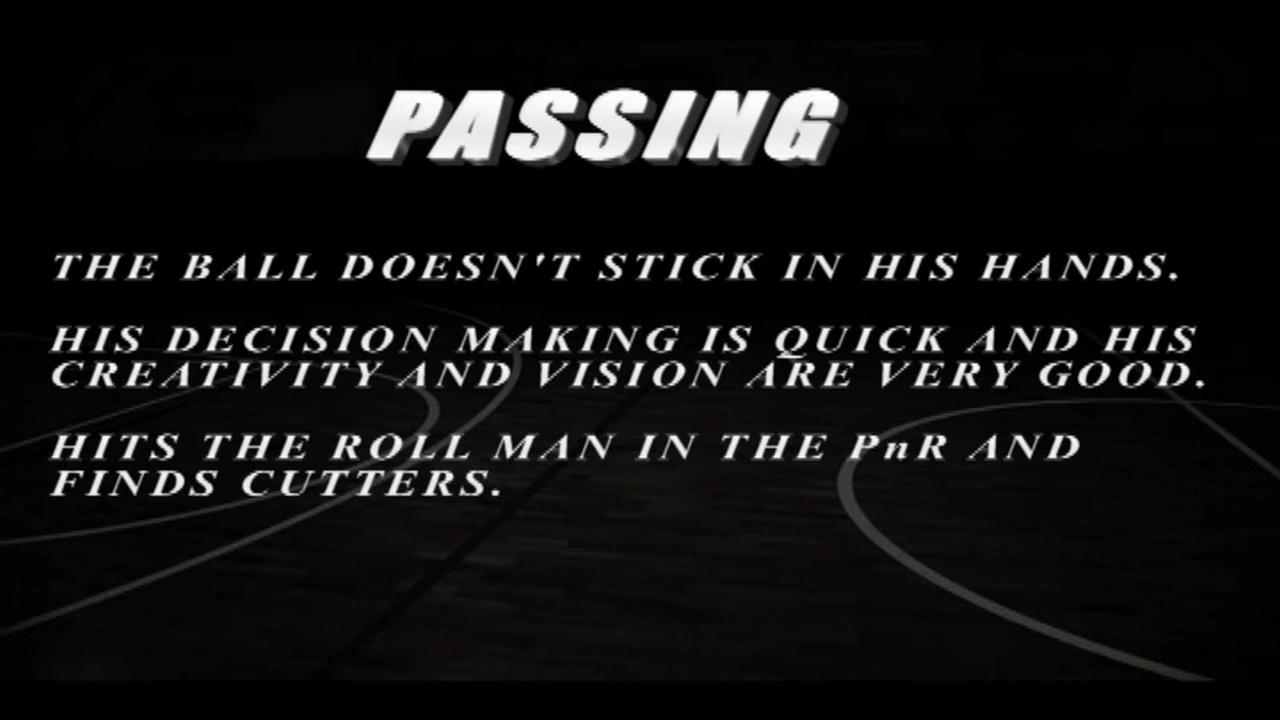 PASSING
THE BALL DOESN'T STICK IN HIS HANDS.
HIS DECISION MAKING IS QUICK AND HIS
CREATIVITY AND VISION ARE VERY GOOD.
HITS THE ROLL MAN IN THE PnR AND
FINDS CUTTERS.